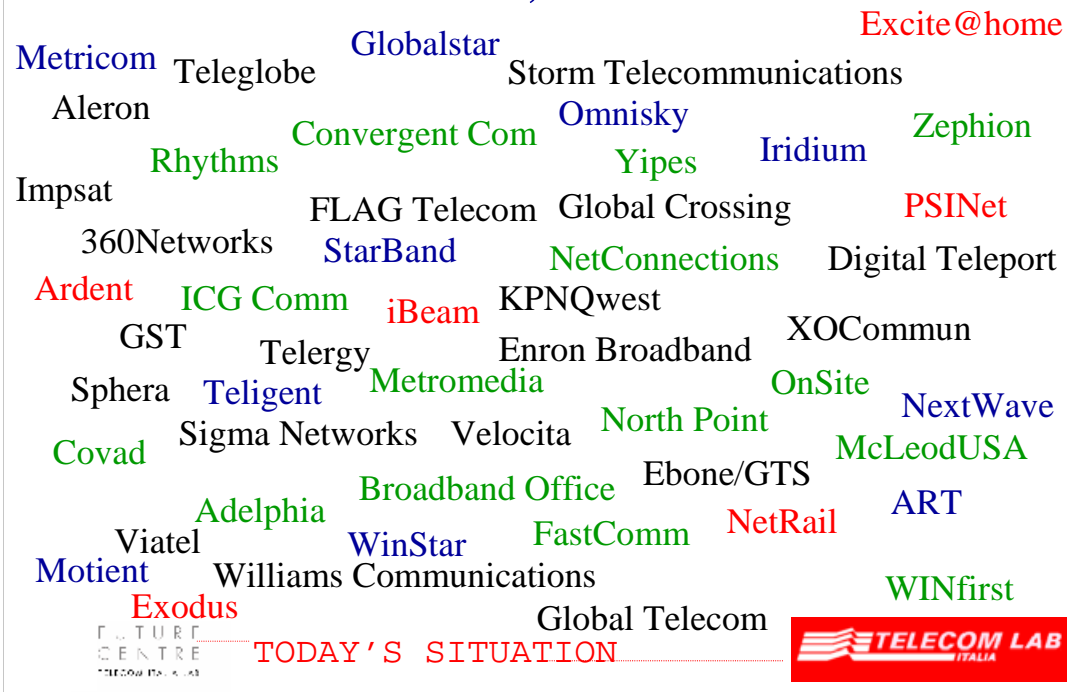 Excite@home
Metricom
Globalstar
Teleglobe
Storm Telecommunications
Aleron
Omnisky
Zephion
Convergent Com
Rhythms
Yipes
Iridium
Impsat
FLAG Telecom
Global Crossing
PSINet
360Networks
StarBand
NetConnections
Digital Teleport
Ardent
ICG Comm
iBeam
KPNQwest
XOCommun
GST
Telergy
Enron Broadband
Sphera
Teligent
Metromedia
OnSite
NextWave
North Point
Sigma Networks
Velocita
McLeodUSA
Covad
Ebone/GTS
Broadband Office
ART
Adelphia
NetRail
FastComm
Viatel
WinStar
Motient
Williams Communications
WINfirst
Exodus
Global Telecom
FUTURE
CENTRE
TELECOM ITALIA LAB
TODAY'S SITUATION
TELECOM LAB
ITALIA